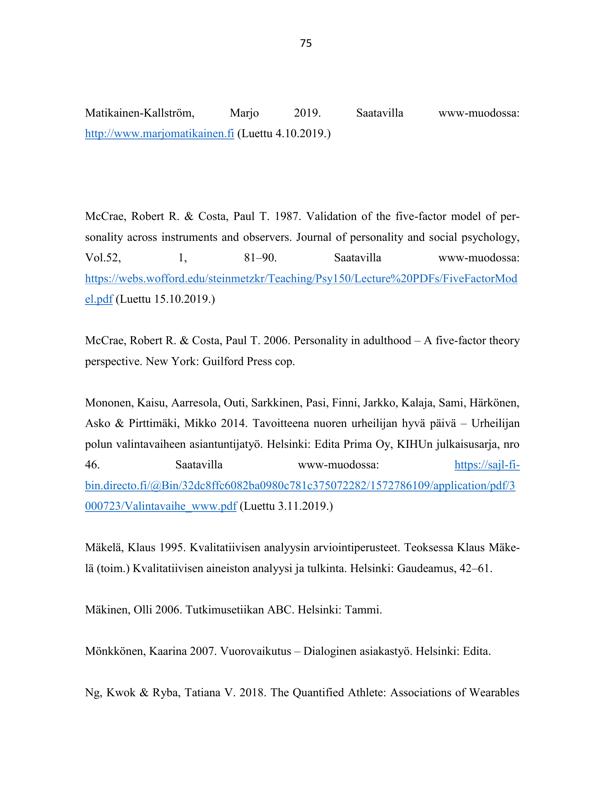 75
Matikainen-Kallström, Marjo 2019. Saatavilla www-muodossa:
http://www.marjomatikainen.fi (Luettu 4.10.2019.)
McCrae, Robert R. & Costa, Paul T. 1987. Validation of the five-factor model of per-
sonality across instruments and observers. Journal of personality and social psychology,
Vol.52, 1, 81–90. Saatavilla www-muodossa:
https://webs.wofford.edu/steinmetzkr/Teaching/Psy150/Lecture%20PDFs/FiveFactorMod
el.pdf (Luettu 15.10.2019.)
McCrae, Robert R. & Costa, Paul T. 2006. Personality in adulthood – A five-factor theory
perspective. New York: Guilford Press cop.
Mononen, Kaisu, Aarresola, Outi, Sarkkinen, Pasi, Finni, Jarkko, Kalaja, Sami, Härkönen,
Asko & Pirttimäki, Mikko 2014. Tavoitteena nuoren urheilijan hyvä päivä – Urheilijan
polun valintavaiheen asiantuntijatyö. Helsinki: Edita Prima Oy, KIHUn julkaisusarja, nro
46. Saatavilla www-muodossa: https://sajl-fi-
bin.directo.fi/@Bin/32dc8ffc6082ba0980c781c375072282/1572786109/application/pdf/3
000723/Valintavaihe_www.pdf (Luettu 3.11.2019.)
Mäkelä, Klaus 1995. Kvalitatiivisen analyysin arviointiperusteet. Teoksessa Klaus Mäke-
lä (toim.) Kvalitatiivisen aineiston analyysi ja tulkinta. Helsinki: Gaudeamus, 42–61.
Mäkinen, Olli 2006. Tutkimusetiikan ABC. Helsinki: Tammi.
Mönkkönen, Kaarina 2007. Vuorovaikutus – Dialoginen asiakastyö. Helsinki: Edita.
Ng, Kwok & Ryba, Tatiana V. 2018. The Quantified Athlete: Associations of Wearables